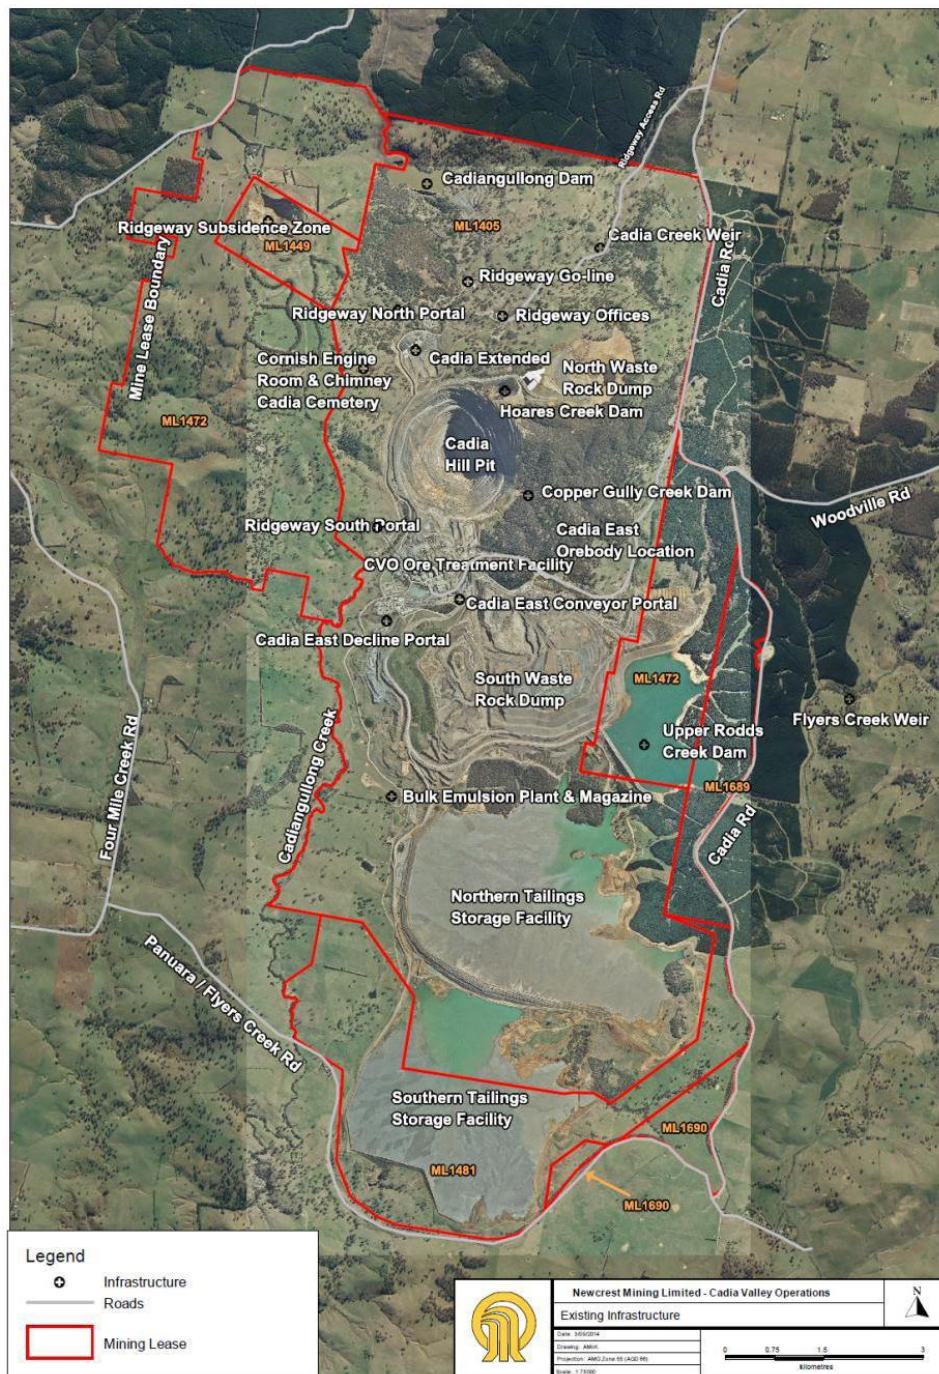 Ridgeway Access Rd
Cadiangullong Dam
Ridgeway Subsidence Zone
ML1405
ML1449
Cadia Creek Weir
Cadia Rd
Mine Lease Boundary
Ridgeway Go-line
Ridgeway North Portal
Ridgeway Offices
Cornish Engine
Room & Chimney
Cadia Cemetery
Cadia Extended
North Waste
Rock Dump
Hoares Creek Dam
ML1472
Cadia
Hill Pit
Copper Gully Creek Dam
Woodville Rd
Ridgeway South Portal
Cadia East
Orebody Location
CVO Ore Treatment Facility
Cadia East Conveyor Portal
Cadia East Decline Portal
South Waste
Rock Dump
ML1472
Flyers Creek Weir
Upper Rodds
Creek Dam
Four Mile Creek Rd
Cadiangullong Creek
ML1689
Bulk Emulsion Plant & Magazine
Cadia Rd
Northern Tailings
Storage Facility
Panuara / Flyers Creek Rd
Southern Tailings
Storage Facility
ML1690
ML1481
ML1690
Legend
Infrastructure
Roads
Mining Lease
Newcrest Mining Limited - Cadia Valley Operations
Existing Infrastructure
Projection: AMG Zone 55 (AGD 66)
N
0 0.75 1.5 3
kilometres